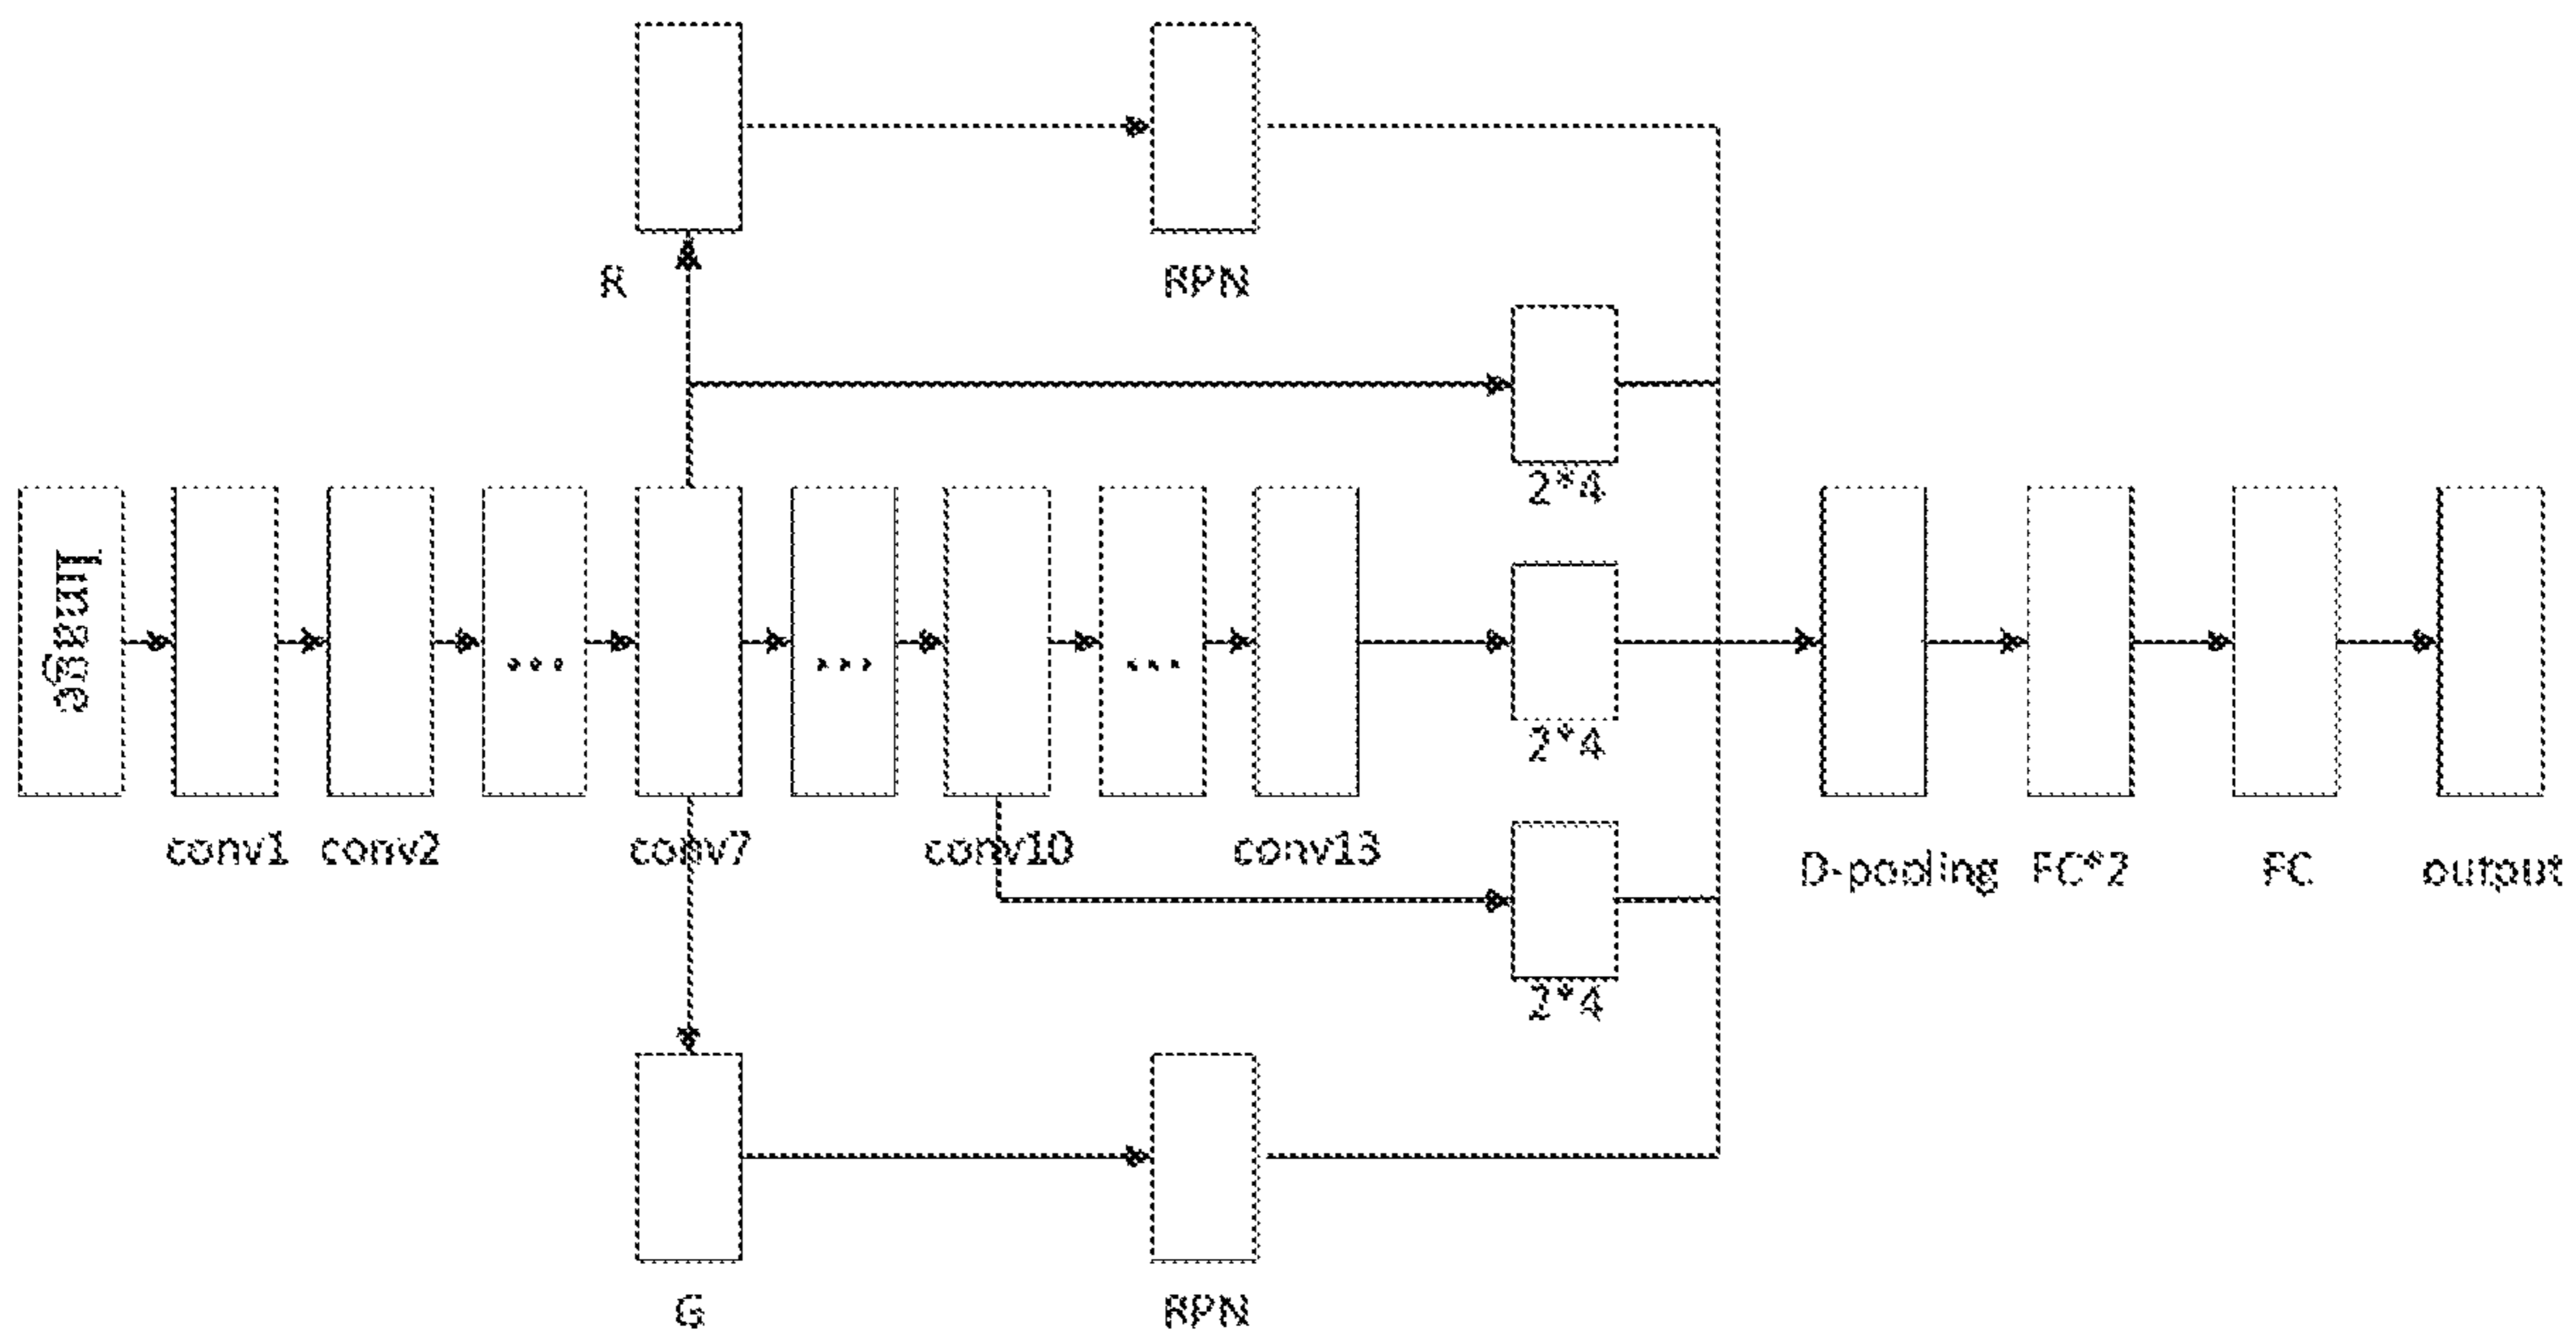 R
RPN
2*4
Image
...
...
...
2*4
conv1
conv2
conv7
conv10
conv13
D-pooling
FC*2
FC
output
2*4
G
RPN